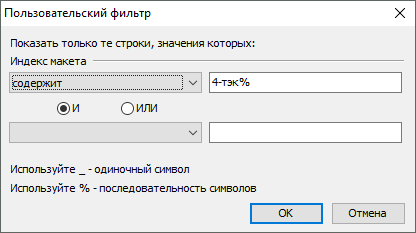 Пользовательский фильтр
Показать только те строки, значения которых:
Индекс макета
содержит 4-тэк%
И ИЛИ
Используйте _ - одиночный символ
Используйте % - последовательность символов
OK Отмена